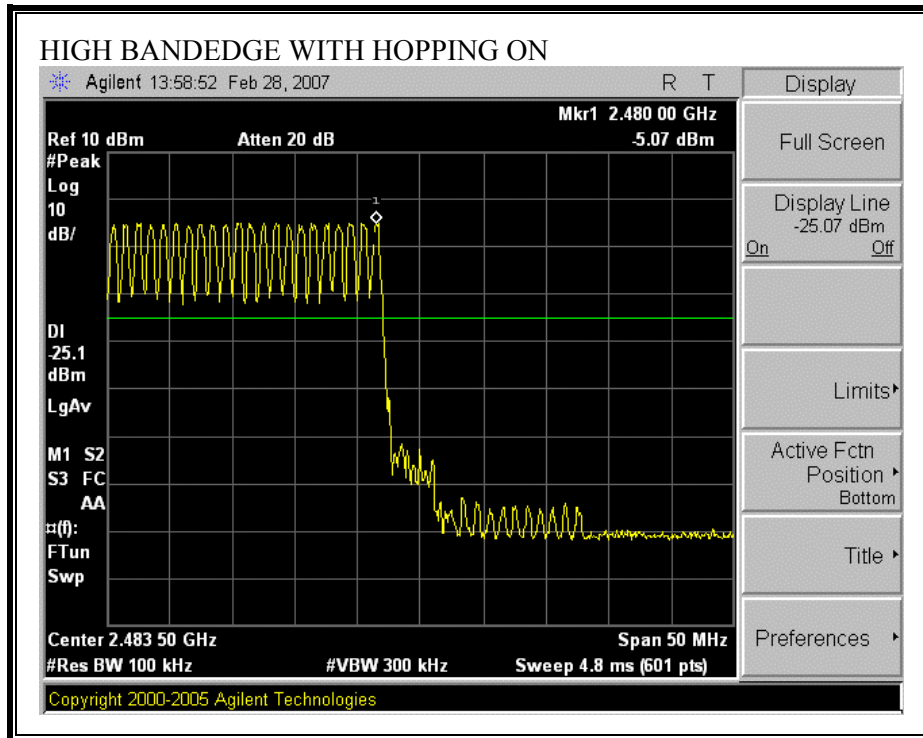 HIGH BANDEDGE WITH HOPPING ON
Agilent 13:58:52 Feb 28, 2007 R T
Mkr1 2.480 00 GHz
Ref 10 dBm Atten 20 dB -5.07 dBm
#Peak
Log
10
dB/
1
DI
-25.1
dBm
LgAv
M1 S2
S3 FC
AA
¤(f):
FTun
Swp
Center 2.483 50 GHz Span 50 MHz
#Res BW 100 kHz #VBW 300 kHz Sweep 4.8 ms (601 pts)
Copyright 2000-2005 Agilent Technologies
Display
Full Screen
Display Line
-25.07 dBm
On Off
Limits
Active Fctn
Position
Bottom
Title
Preferences